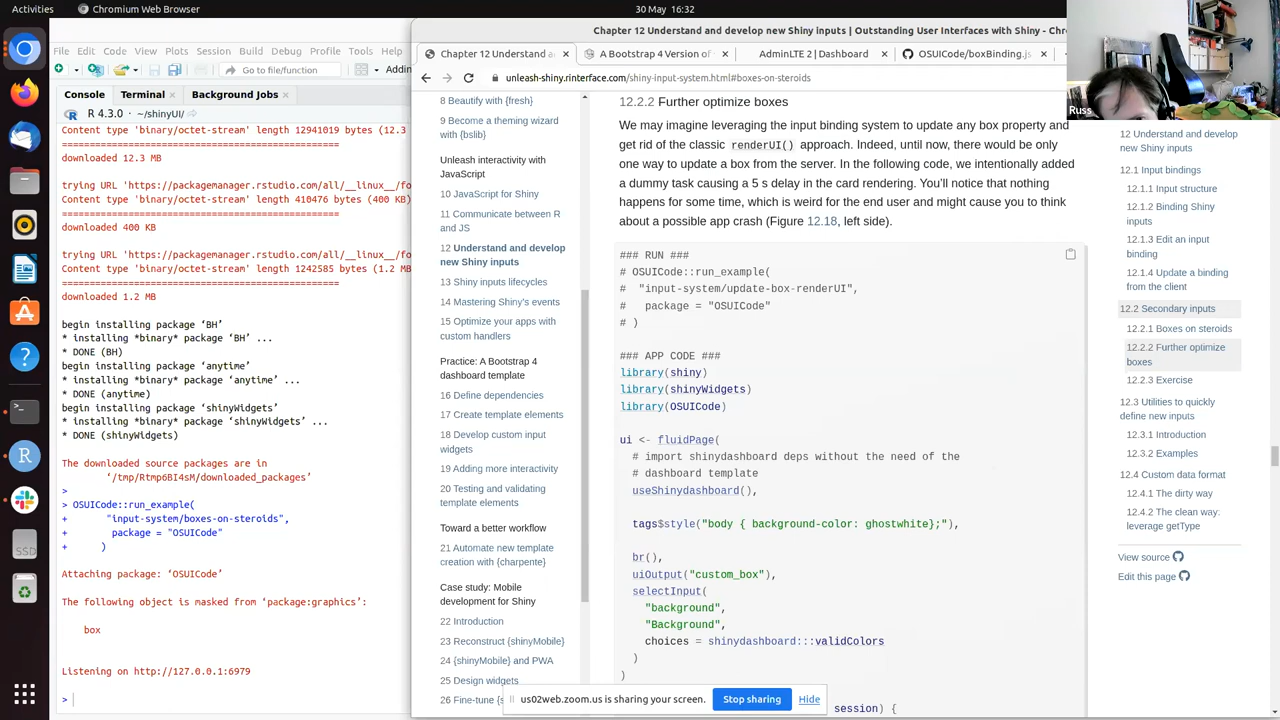 Activities
Chromium Web Browser
30 May 16:32
File Edit Code View Plots Session Build Debug Profile Tools Help
Go to file/function
Console
Terminal
Background Jobs
R 4.3.0 · ~/shinyUI/
Content type 'binary/octet-stream' length 12941019 bytes (12.3
==================================================
downloaded 12.3 MB
trying URL 'https://packagemanager.rstudio.com/all/__linux__/fo
Content type 'binary/octet-stream' length 410476 bytes (400 KB)
==================================================
downloaded 400 KB
trying URL 'https://packagemanager.rstudio.com/all/__linux__/fo
Content type 'binary/octet-stream' length 1242585 bytes (1.2 MB
==================================================
downloaded 1.2 MB
begin installing package ‘BH’
* installing *binary* package ‘BH’ ...
* DONE (BH)
begin installing package ‘anytime’
* installing *binary* package ‘anytime’ ...
* DONE (anytime)
begin installing package ‘shinyWidgets’
* installing *binary* package ‘shinyWidgets’ ...
* DONE (shinyWidgets)
The downloaded source packages are in
‘/tmp/Rtmp6BI4sM/downloaded_packages’
>
> OSUICode::run_example(
+ "input-system/boxes-on-steroids",
+ package = "OSUICode"
+ )
Attaching package: ‘OSUICode’
The following object is masked from ‘package:graphics’:
box
Listening on http://127.0.0.1:6979
>
Chapter 12 Understand and develop new Shiny inputs | Outstanding User Interfaces with Shiny - Chro
Chapter 12 Understand a
A Bootstrap 4 Version of '
AdminLTE 2 | Dashboard
OSUICode/boxBinding.js
unleash-shiny.rinterface.com/shiny-input-system.html#boxes-on-steroids
8 Beautify with {fresh}
9 Become a theming wizard
with {bslib}
Unleash interactivity with
JavaScript
10 JavaScript for Shiny
11 Communicate between R
and JS
12 Understand and develop
new Shiny inputs
13 Shiny inputs lifecycles
14 Mastering Shiny's events
15 Optimize your apps with
custom handlers
Practice: A Bootstrap 4
dashboard template
16 Define dependencies
17 Create template elements
18 Develop custom input
widgets
19 Adding more interactivity
20 Testing and validating
template elements
Toward a better workflow
21 Automate new template
creation with {charpente}
Case study: Mobile
development for Shiny
22 Introduction
23 Reconstruct {shinyMobile}
24 {shinyMobile} and PWA
25 Design widgets
26 Fine-tune {s
12.2.2 Further optimize boxes
We may imagine leveraging the input binding system to update any box property and
get rid of the classic renderUI() approach. Indeed, until now, there would be only
one way to update a box from the server. In the following code, we intentionally added
a dummy task causing a 5 s delay in the card rendering. You'll notice that nothing
happens for some time, which is weird for the end user and might cause you to think
about a possible app crash (Figure 12.18, left side).
### RUN ###
# OSUICode::run_example(
# "input-system/update-box-renderUI",
# package = "OSUICode"
# )
### APP CODE ###
library(shiny)
library(shinyWidgets)
library(OSUICode)
ui <- fluidPage(
# import shinydashboard deps without the need of the
# dashboard template
useShinydashboard(),
tags$style("body { background-color: ghostwhite};"),
br(),
uiOutput("custom_box"),
selectInput(
"background",
"Background",
choices = shinydashboard:::validColors
)
)
session) {
us02web.zoom.us is sharing your screen.
Stop sharing
Hide
Russ
12 Understand and develop
new Shiny inputs
12.1 Input bindings
12.1.1 Input structure
12.1.2 Binding Shiny
inputs
12.1.3 Edit an input
binding
12.1.4 Update a binding
from the client
12.2 Secondary inputs
12.2.1 Boxes on steroids
12.2.2 Further optimize
boxes
12.2.3 Exercise
12.3 Utilities to quickly
define new inputs
12.3.1 Introduction
12.3.2 Examples
12.4 Custom data format
12.4.1 The dirty way
12.4.2 The clean way:
leverage getType
View source
Edit this page